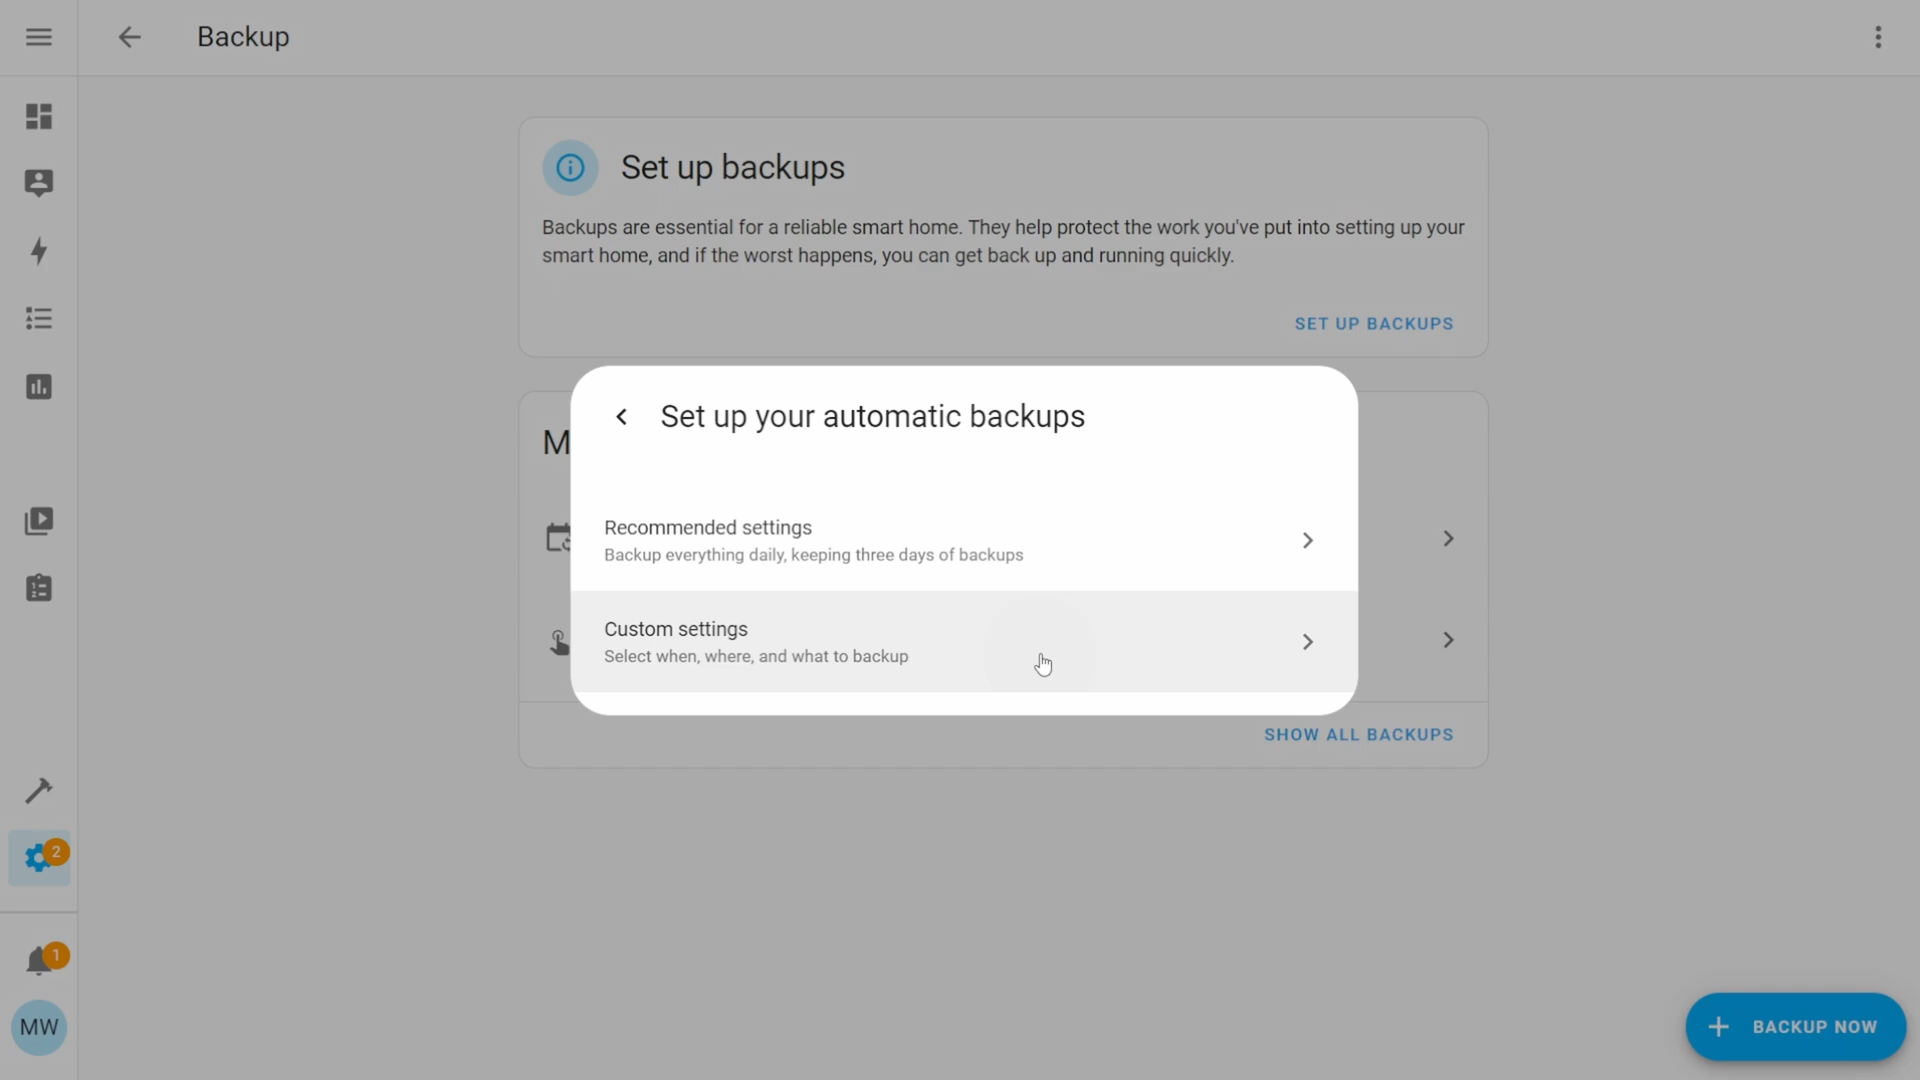 Backup
Set up backups
Backups are essential for a reliable smart home. They help protect the work you've put into setting up your
smart home, and if the worst happens, you can get back up and running quickly.
SET UP BACKUPS
M
Set up your automatic backups
Recommended settings
Backup everything daily, keeping three days of backups
Custom settings
Select when, where, and what to backup
SHOW ALL BACKUPS
2
1
MW
BACKUP NOW